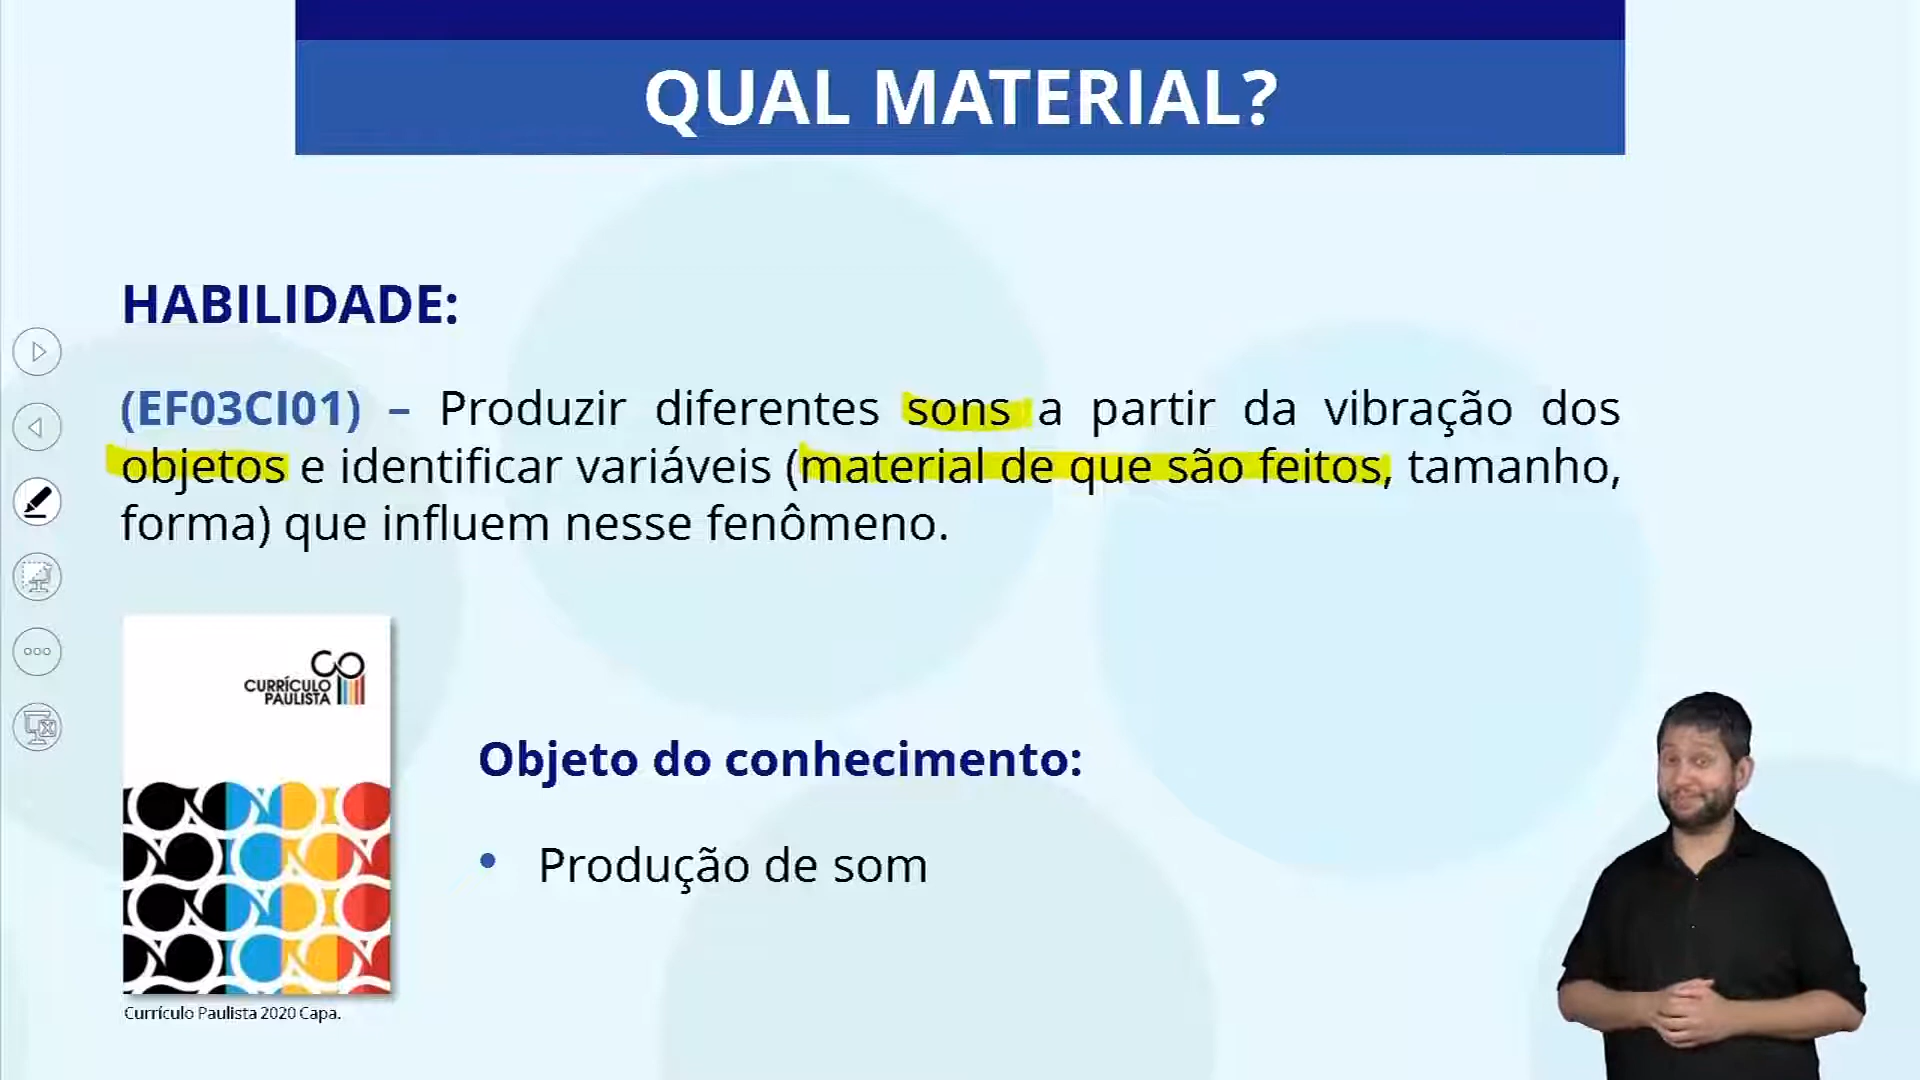 QUAL MATERIAL?
HABILIDADE:
(EF03CI01) – Produzir diferentes sons a partir da vibração dos
objetos e identificar variáveis (material de que são feitos, tamanho,
forma) que influem nesse fenômeno.
CURRÍCULO
PAULISTA
Objeto do conhecimento:
• Produção de som
Currículo Paulista 2020 Capa.